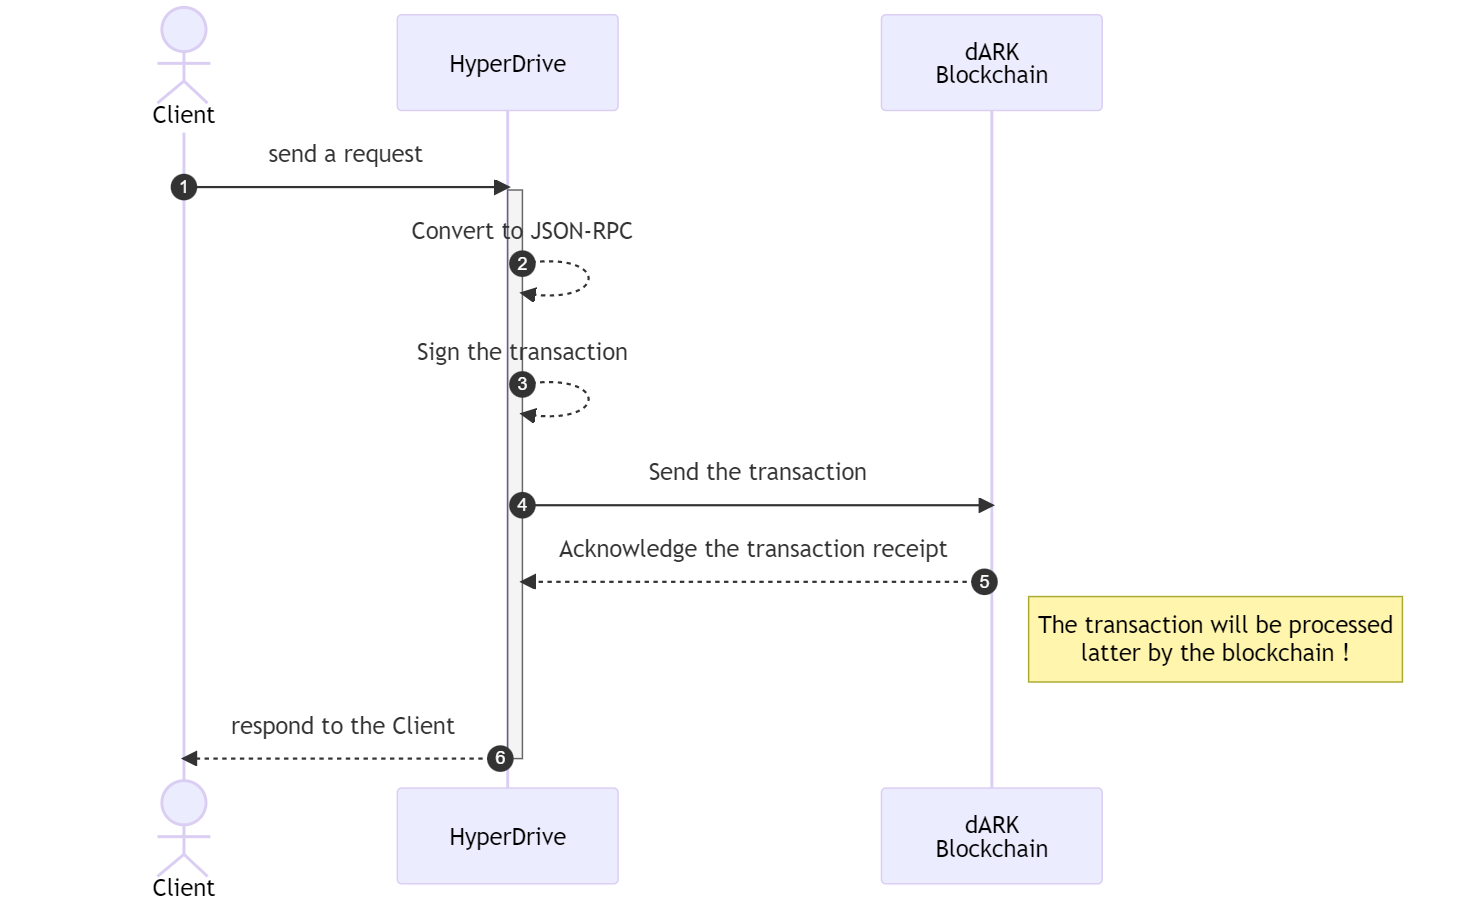 Client
HyperDrive
dARK
Blockchain
send a request
1
Convert to JSON-RPC
2
Sign the transaction
3
Send the transaction
4
Acknowledge the transaction receipt
5
The transaction will be processed
latter by the blockchain !
respond to the Client
6
Client
HyperDrive
dARK
Blockchain